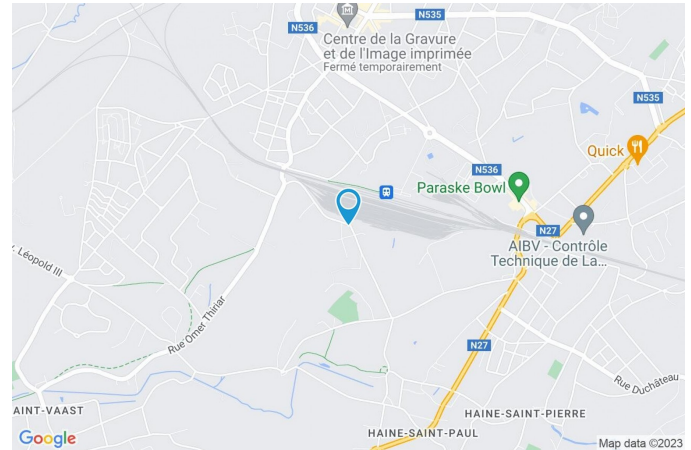 N535
N536
Centre de la Gravure
et de l'Image imprimée
Fermé temporairement
N535
Quick
N536
Paraske Bowl
N27
AIBV - Contrôle
Technique de La...
Léopold III
Rue Omer Thiriar
N27
Rue Duchâteau
AINT-VAAST
HAINE-SAINT-PIERRE
HAINE-SAINT-PAUL
Google
Map data ©2023